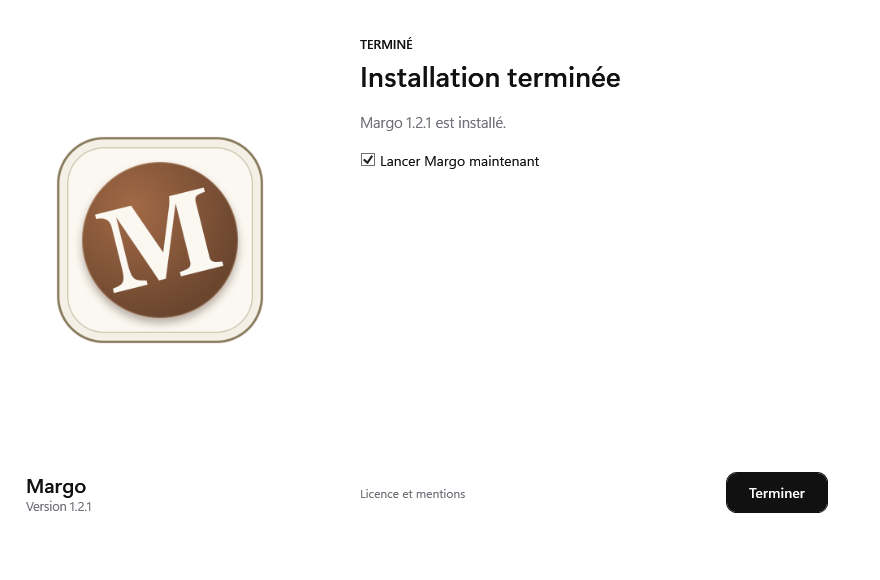 TERMINÉ
Installation terminée
Margo 1.2.1 est installé.
Lancer Margo maintenant
M
Margo
Version 1.2.1
Licence et mentions
Terminer